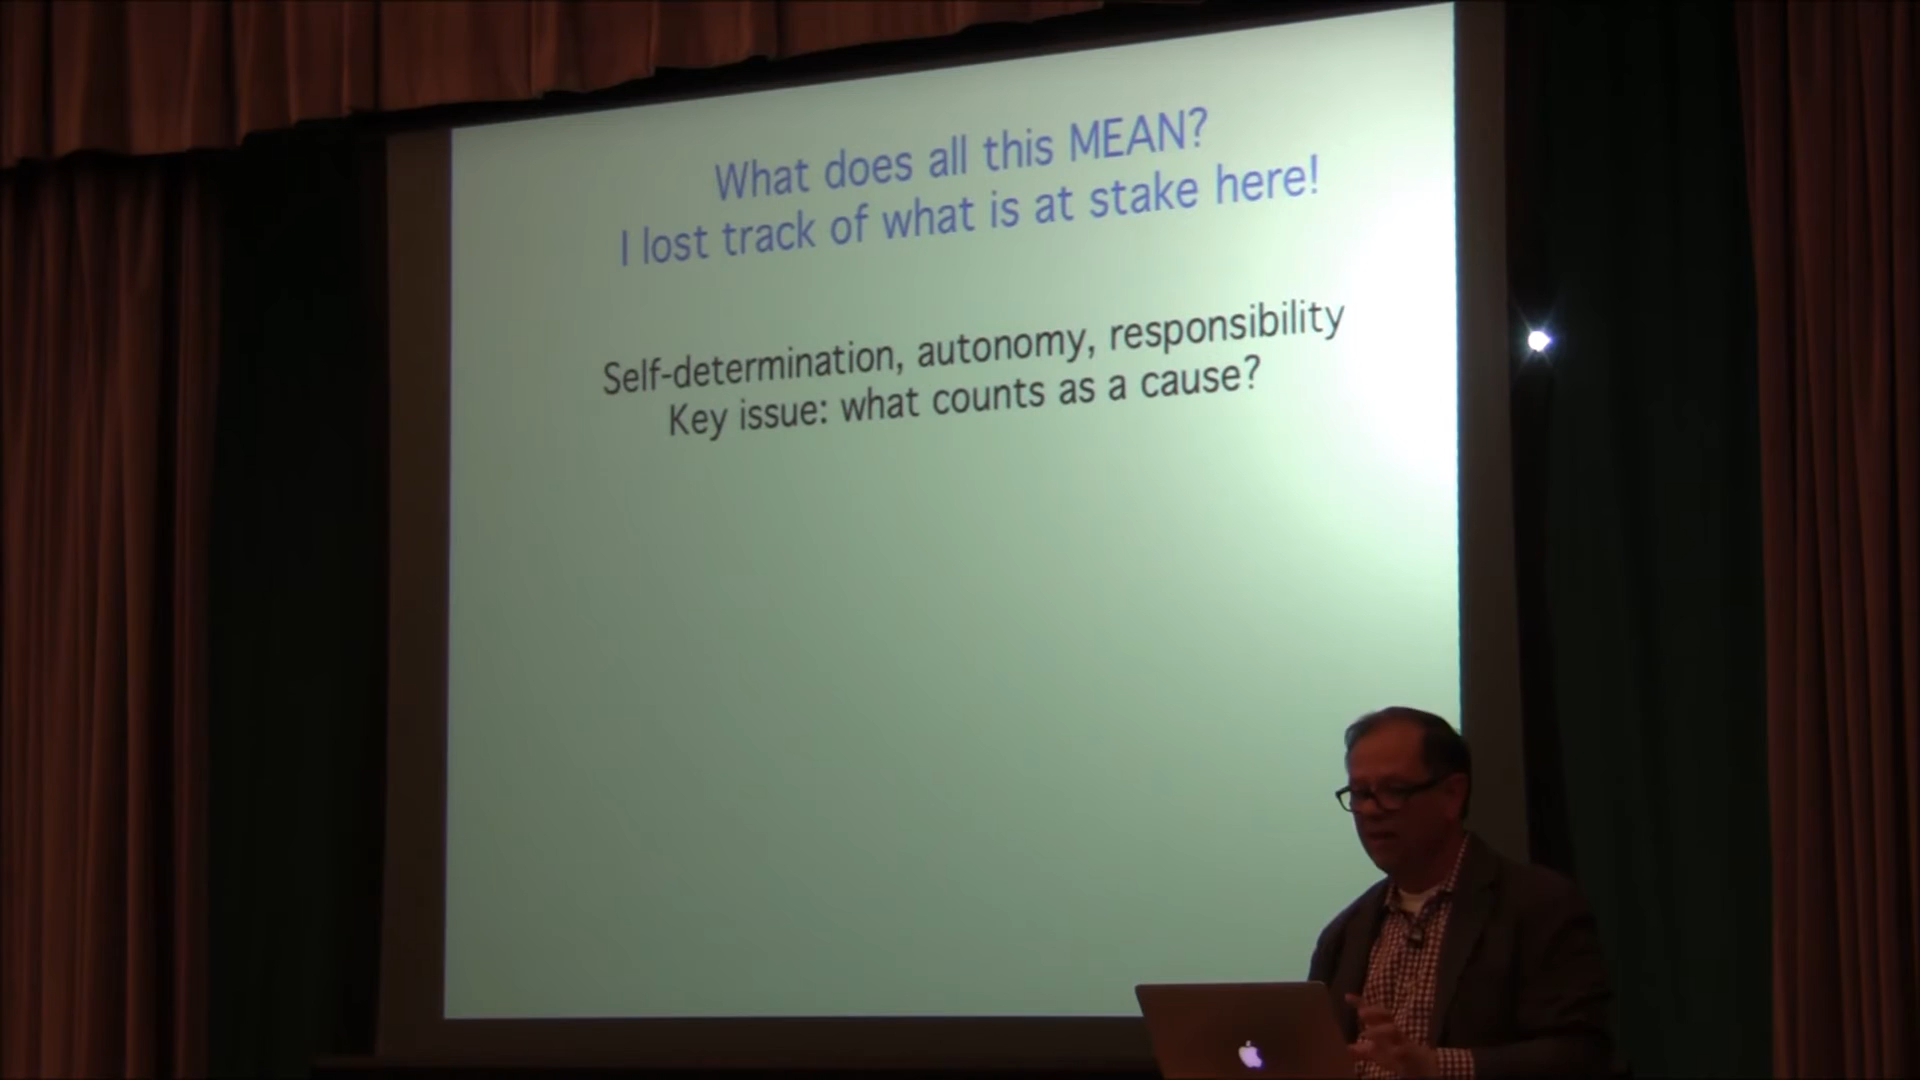 What does all this MEAN?
I lost track of what is at stake here!
Self-determination, autonomy, responsibility
Key issue: what counts as a cause?